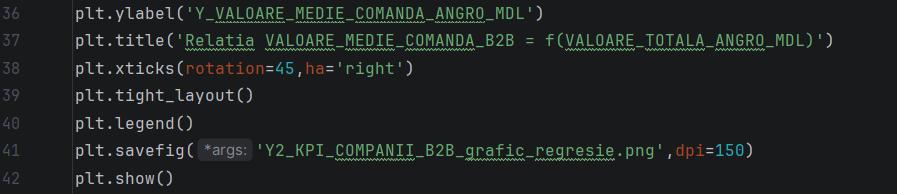 36 plt.ylabel('Y_VALOARE_MEDIE_COMANDA_ANGRO_MDL')
37 plt.title('Relatia VALOARE_MEDIE_COMANDA_B2B = f(VALOARE_TOTALA_ANGRO_MDL)')
38 plt.xticks(rotation=45,ha='right')
39 plt.tight_layout()
40 plt.legend()
41 plt.savefig( *args: 'Y2_KPI_COMPANII_B2B_grafic_regresie.png',dpi=150)
42 plt.show()